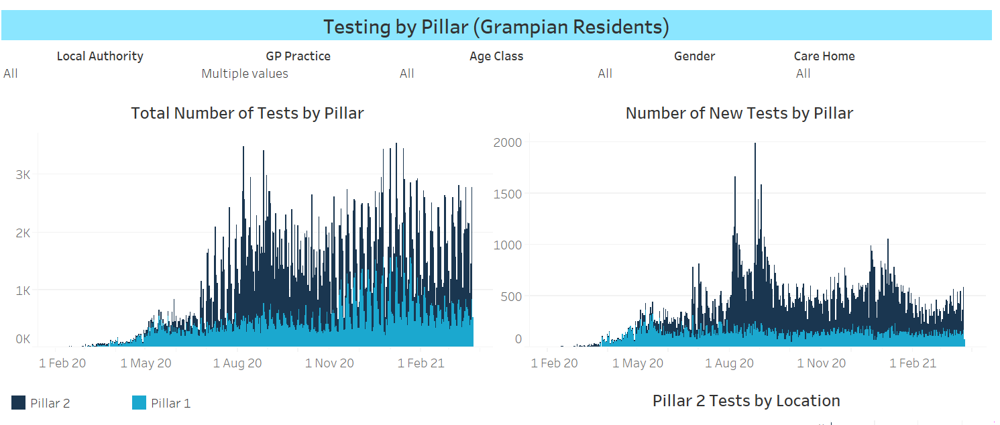 Testing by Pillar (Grampian Residents)
Local Authority GP Practice Age Class Gender Care Home
All Multiple values All All All
Total Number of Tests by Pillar
3K
2K
1K
0K
1 Feb 20 1 May 20 1 Aug 20 1 Nov 20 1 Feb 21
Number of New Tests by Pillar
2000
1500
1000
500
0
1 Feb 20 1 May 20 1 Aug 20 1 Nov 20 1 Feb 21
Pillar 2 Pillar 1
Pillar 2 Tests by Location